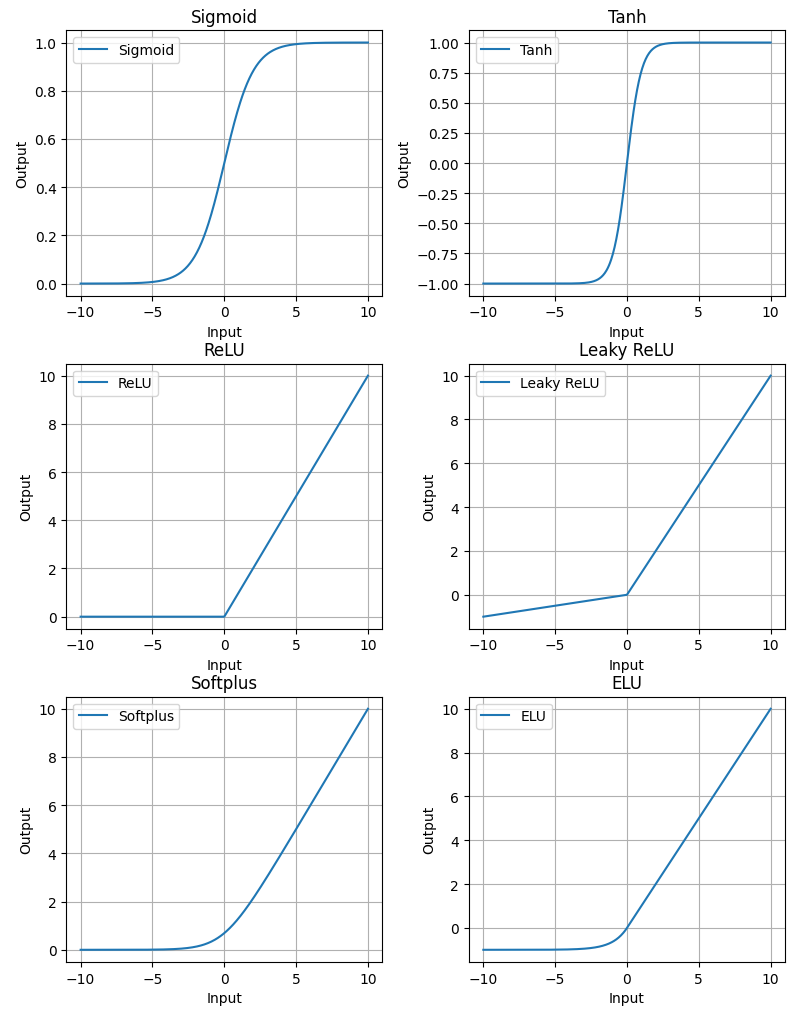 Sigmoid
Sigmoid
1.0
0.8
0.6
0.4
0.2
0.0
Output
−10 −5 0 5 10
Input
Tanh
Tanh
1.00
0.75
0.50
0.25
0.00
−0.25
−0.50
−0.75
−1.00
Output
−10 −5 0 5 10
Input
ReLU
ReLU
10
8
6
4
2
0
Output
−10 −5 0 5 10
Input
Leaky ReLU
Leaky ReLU
10
8
6
4
2
0
Output
−10 −5 0 5 10
Input
Softplus
Softplus
10
8
6
4
2
0
Output
−10 −5 0 5 10
Input
ELU
ELU
10
8
6
4
2
0
Output
−10 −5 0 5 10
Input